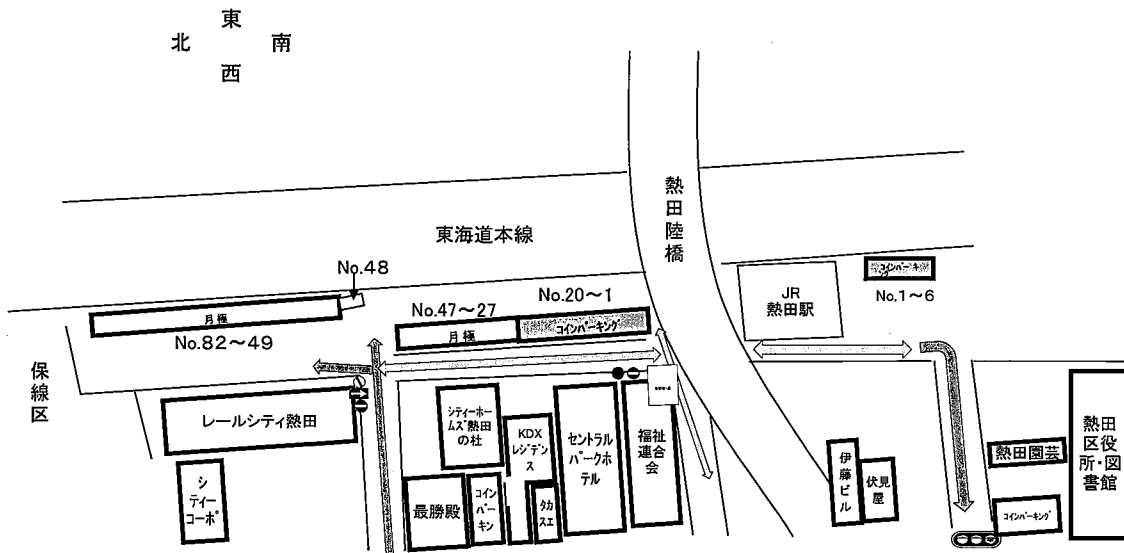 東
北 南
西
熱田陸橋
東海道本線
No.48
No.47～27
No.20～1
月極
No.82～49
月極
コインパーキング
JR
熱田駅
コインパーキング
No.1～6
保線区
レールシティ熱田
シティーコーポ
シティーホー
ムズ熱田
の杜
KDX
レジデン
ス
セントラル
パークホ
テル
福祉
連合
会
最勝殿
コイン
パー
キン
タカ
スエ
伊藤ビル
伏見
屋
熱田園芸
コインパーキング
熱田
区役
所・図
書館